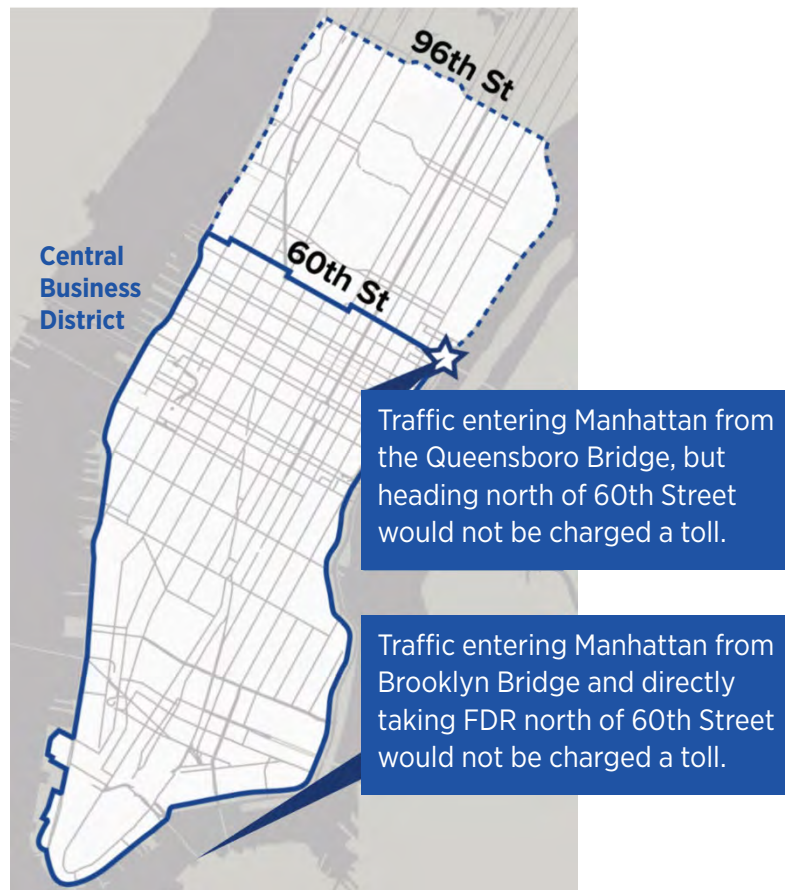 96th St
60th St
Central
Business
District
Traffic entering Manhattan from
the Queensboro Bridge, but
heading north of 60th Street
would not be charged a toll.
Traffic entering Manhattan from
Brooklyn Bridge and directly
taking FDR north of 60th Street
would not be charged a toll.